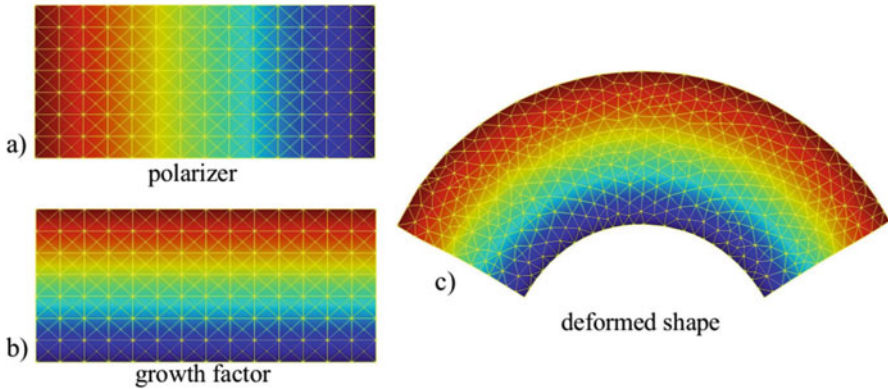 a)
polarizer
b)
growth factor
c)
deformed shape